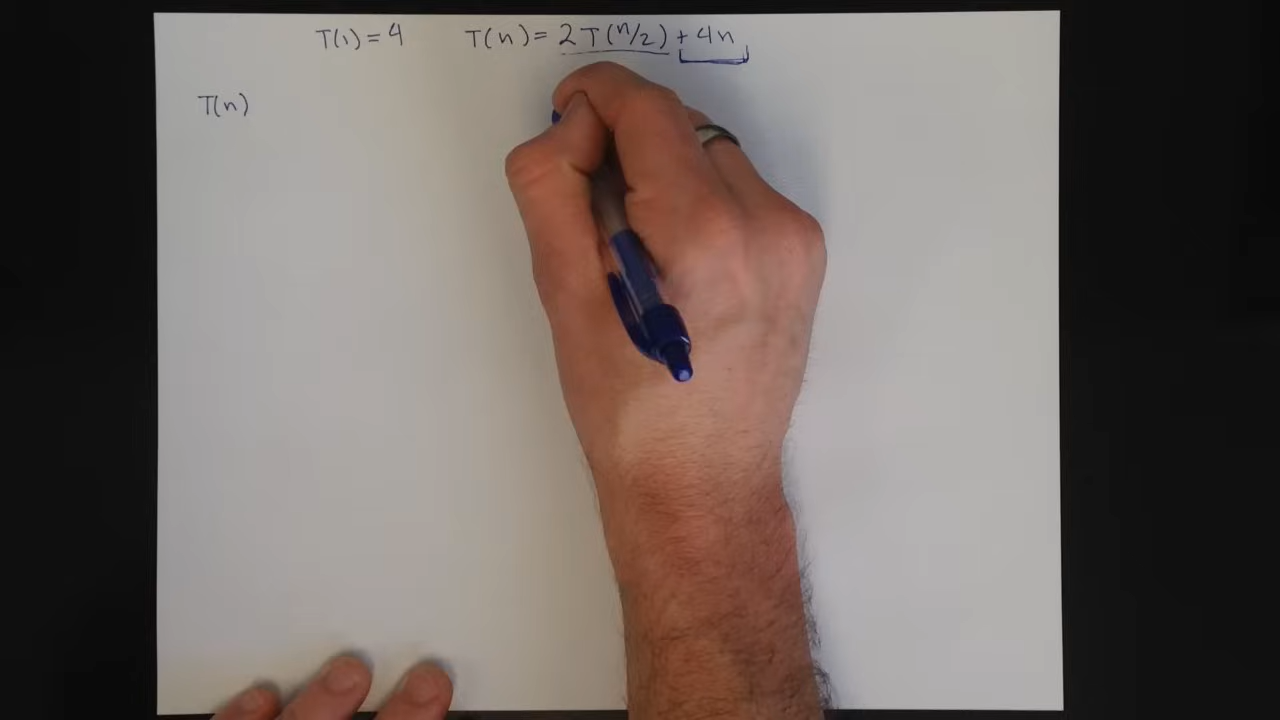 T(1) = 4 T(n) = 2T(n/2) + 4n
T(n)